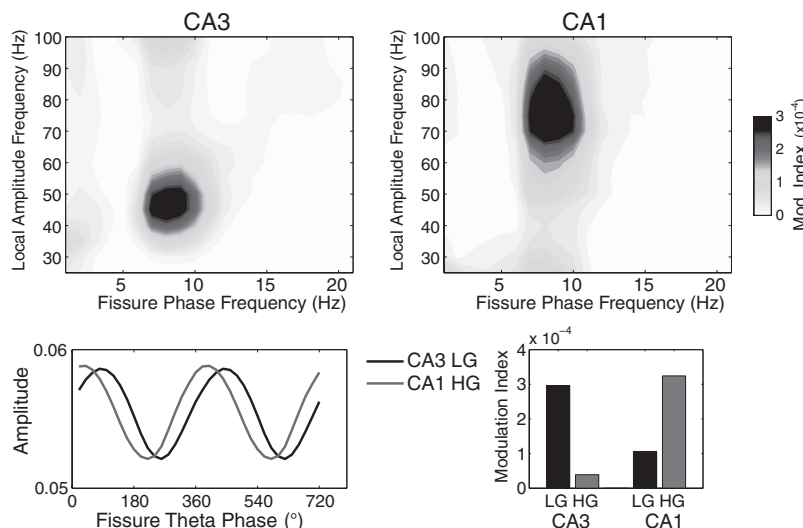 CA3
Local Amplitude Frequency (Hz)
100
90
80
70
60
50
40
30
5
10
15
20
Fissure Phase Frequency (Hz)
CA1
Local Amplitude Frequency (Hz)
100
90
80
70
60
50
40
30
5
10
15
20
Fissure Phase Frequency (Hz)
3
2
1
0
Mod. Index (x10⁻⁴)
Amplitude
0.06
0.05
0
180
360
540
720
Fissure Theta Phase (°)
CA3 LG
CA1 HG
x 10⁻⁴
Modulation Index
4
3
2
1
0
LG HG
LG HG
CA3
CA1